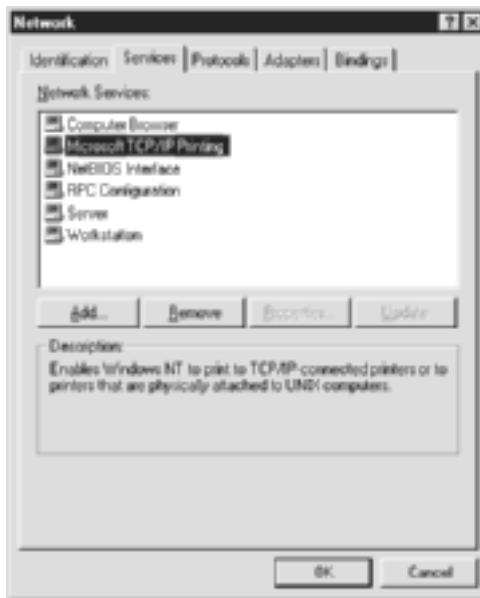 Network
Identification Services Protocols Adapters Bindings
Network Services:
Computer Browser
Microsoft TCP/IP Printing
NetBIOS Interface
RPC Configuration
Server
Workstation
Add... Remove Properties... Update
Description:
Enables Windows NT to print to TCP/IP-connected printers or to
printers that are physically attached to UNIX computers.
OK Cancel